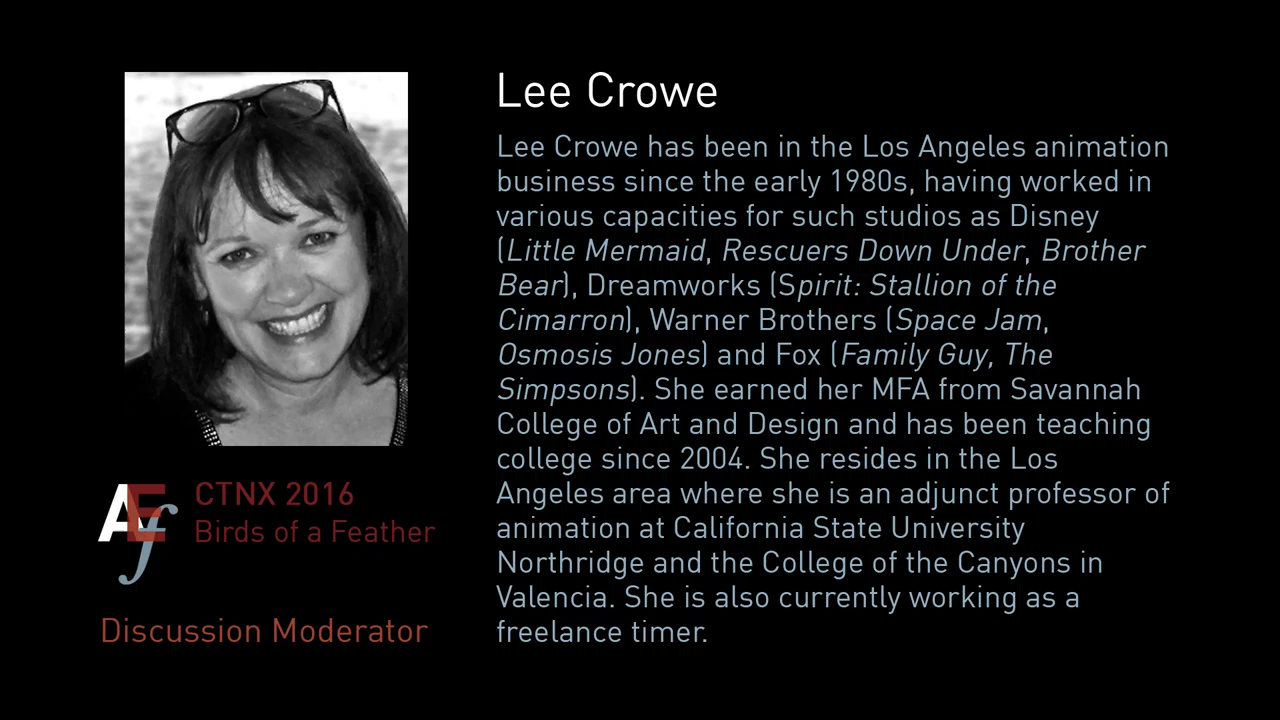 Lee Crowe
Lee Crowe has been in the Los Angeles animation
business since the early 1980s, having worked in
various capacities for such studios as Disney
(Little Mermaid, Rescuers Down Under, Brother
Bear), Dreamworks (Spirit: Stallion of the
Cimarron), Warner Brothers (Space Jam,
Osmosis Jones) and Fox (Family Guy, The
Simpsons). She earned her MFA from Savannah
College of Art and Design and has been teaching
college since 2004. She resides in the Los
Angeles area where she is an adjunct professor of
animation at California State University
Northridge and the College of the Canyons in
Valencia. She is also currently working as a
freelance timer.
AEf
CTNX 2016
Birds of a Feather
Discussion Moderator